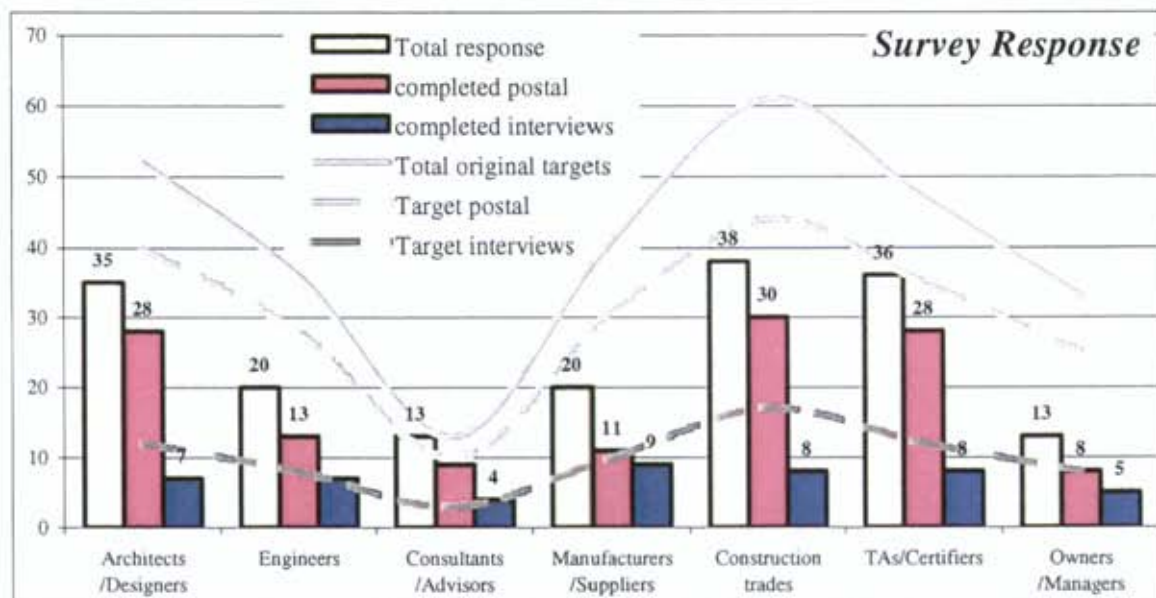 Survey Response
Total response
completed postal
completed interviews
Total original targets
Target postal
Target interviews
70
60
50
40
30
20
10
0
35
28
7
20
13
13
4
20
11
9
38
30
8
36
28
8
13
8
5
Architects
/Designers
Engineers
Consultants
/Advisors
Manufacturers
/Suppliers
Construction
trades
TAs/Certifiers
Owners
/Managers